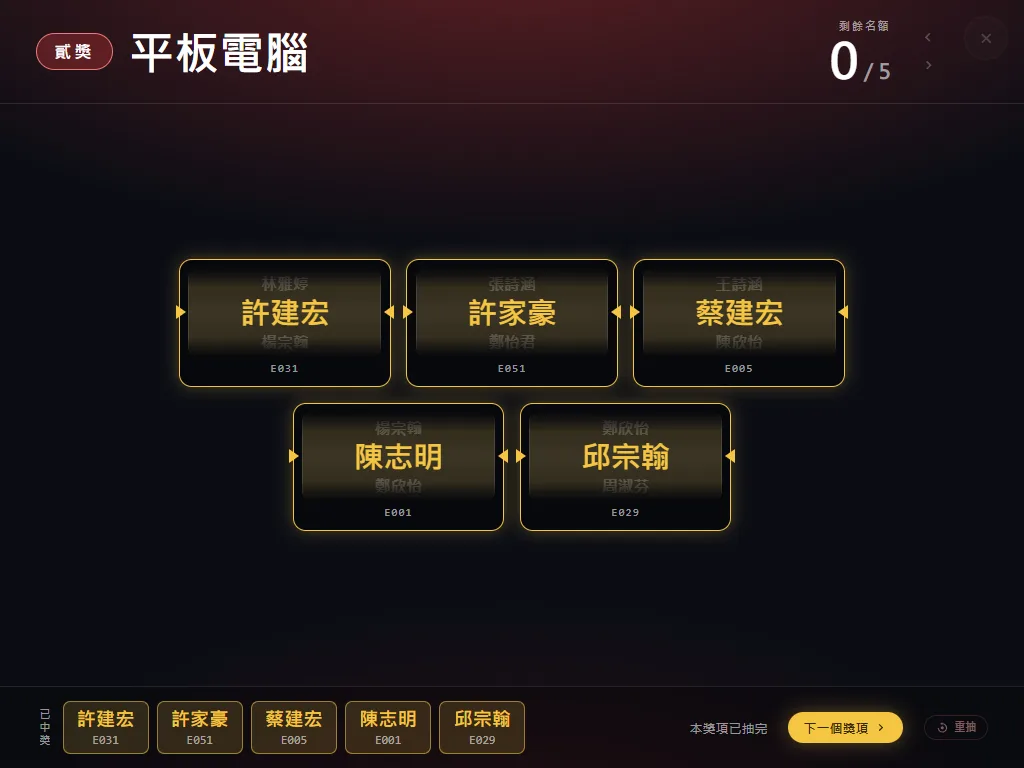 貳獎
平板電腦
剩餘名額
0/5
林雅婷
許建宏
楊宗翰
E031
張詩涵
許家豪
鄭怡君
E051
王詩涵
蔡建宏
陳欣怡
E005
楊宗翰
陳志明
鄭欣怡
E001
鄭欣怡
邱宗翰
周淑芬
E029
已中獎
許建宏
E031
許家豪
E051
蔡建宏
E005
陳志明
E001
邱宗翰
E029
本獎項已抽完
下一個獎項
重抽